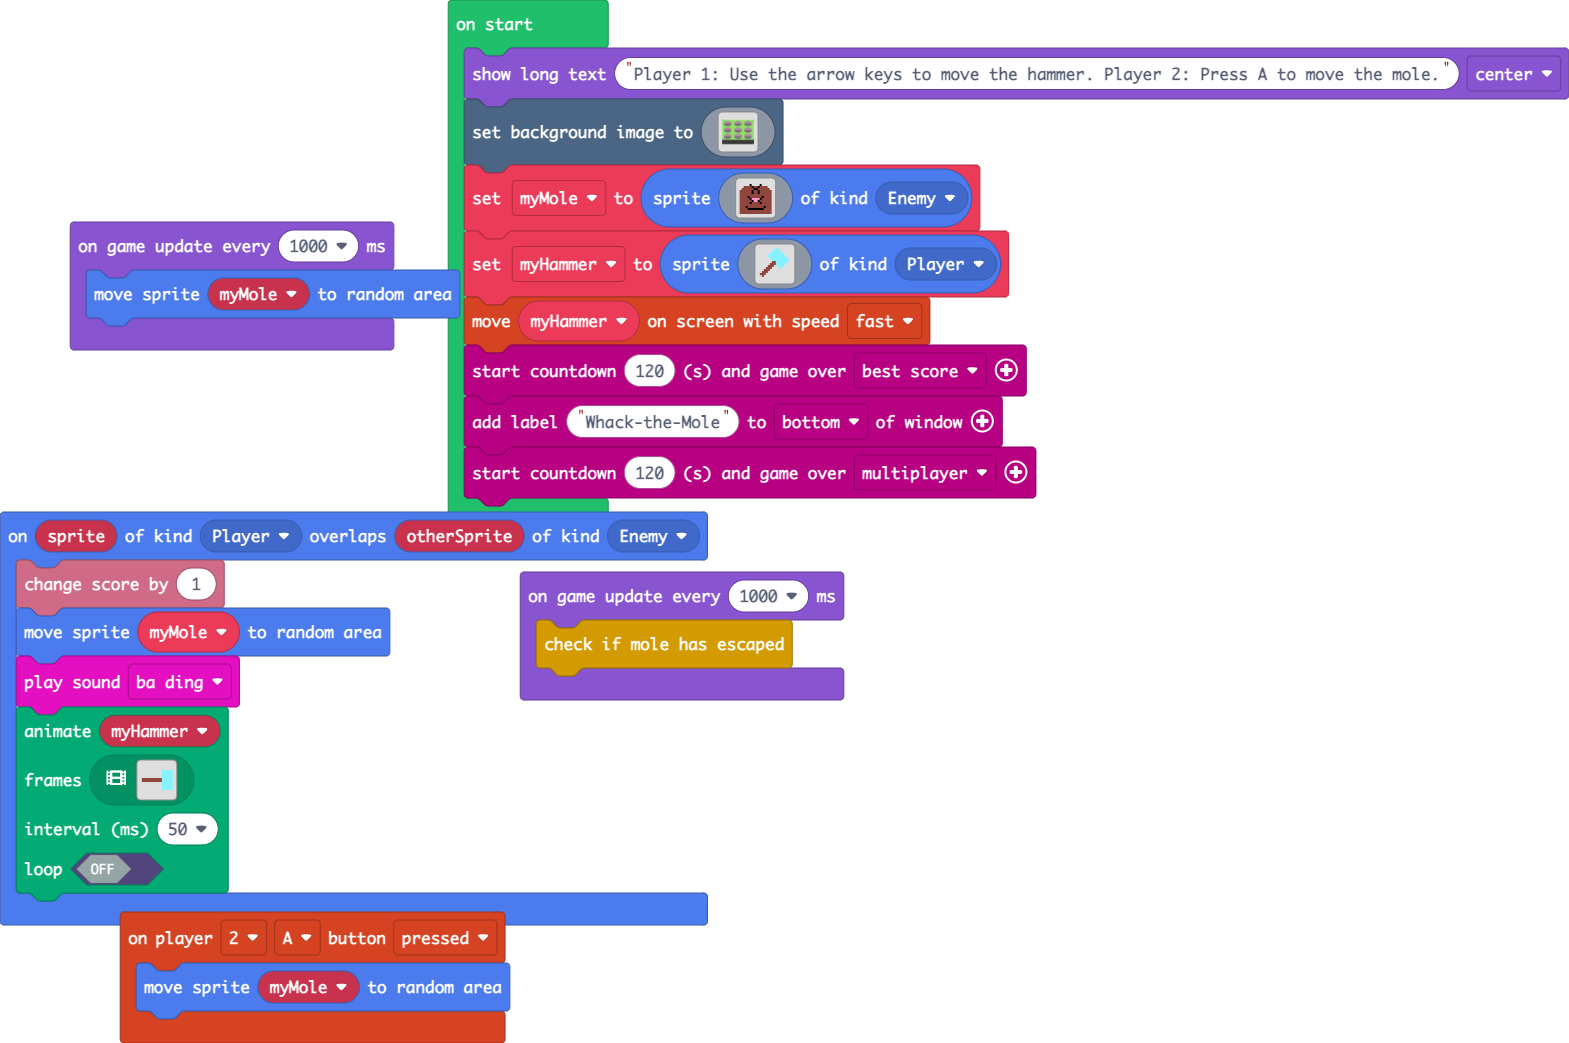 on start
show long text "Player 1: Use the arrow keys to move the hammer. Player 2: Press A to move the mole." center
set background image to
set myMole to sprite of kind Enemy
set myHammer to sprite of kind Player
move myHammer on screen with speed fast
start countdown 120 (s) and game over best score
add label "Whack-the-Mole" to bottom of window
start countdown 120 (s) and game over multiplayer
on game update every 1000 ms
move sprite myMole to random area
on sprite of kind Player overlaps otherSprite of kind Enemy
change score by 1
move sprite myMole to random area
play sound ba ding
animate myHammer
frames
interval (ms) 50
loop OFF
on game update every 1000 ms
check if mole has escaped
on player 2 A button pressed
move sprite myMole to random area